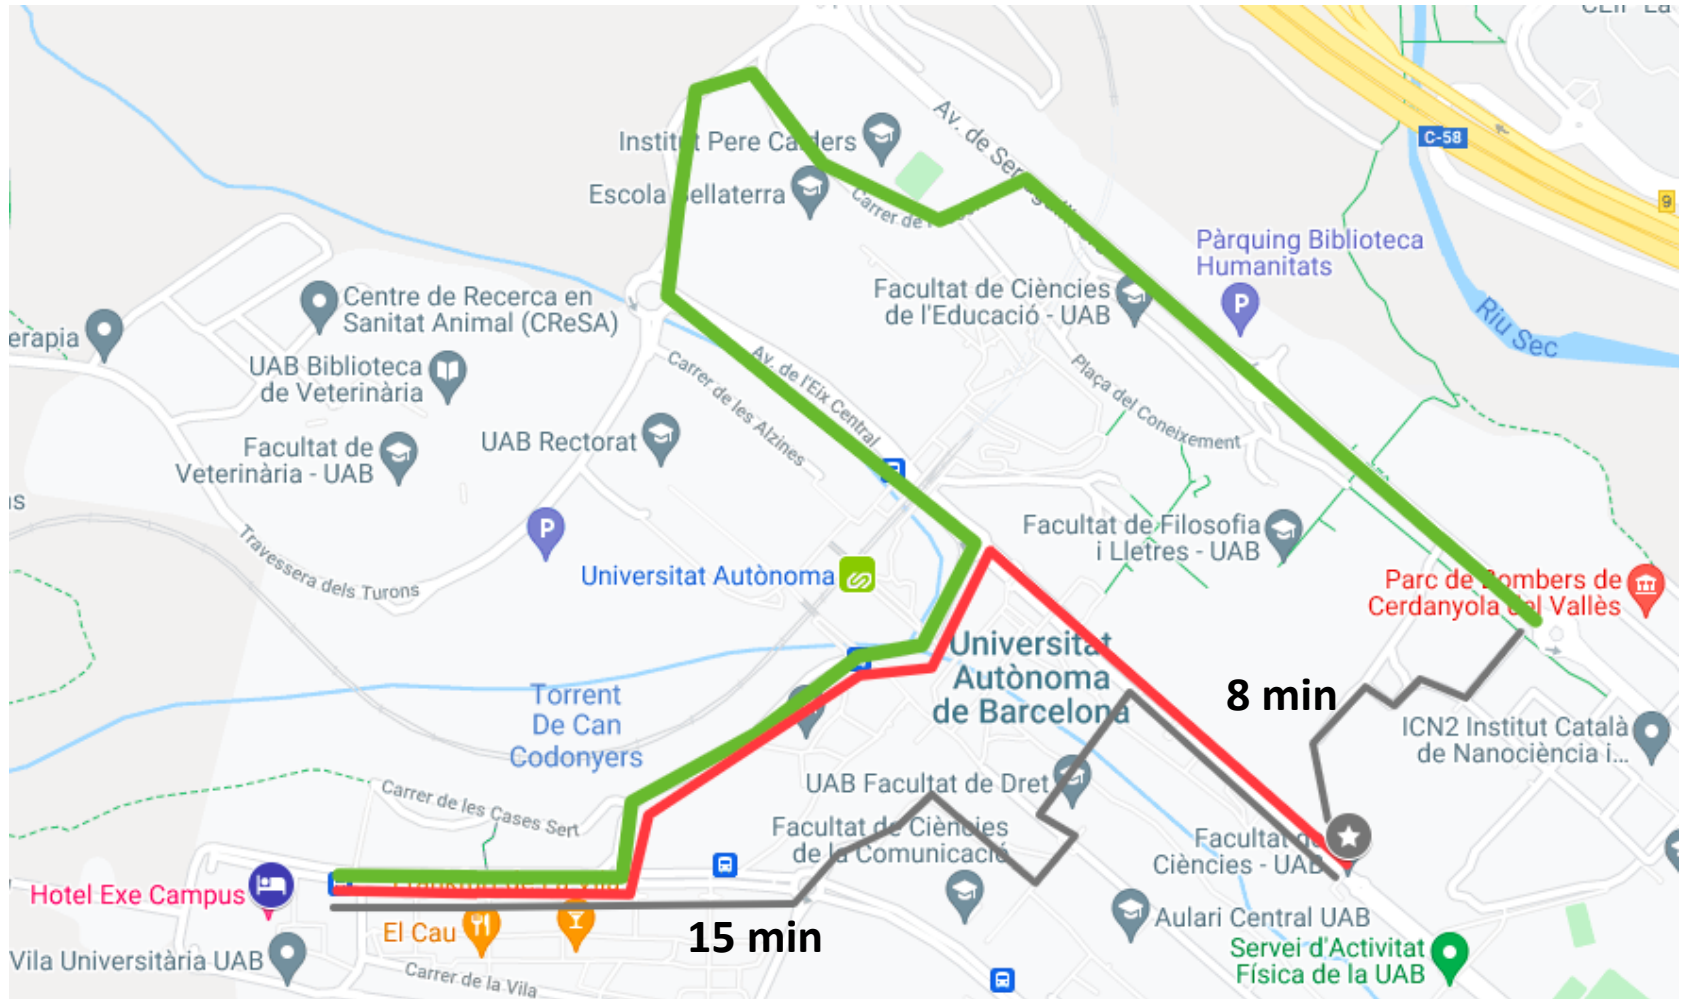 Av. de Ser
C-58
9
Institut Pere Calders
Escola Bellaterra
Carrer de
Pàrquing Biblioteca
Humanitats
Riu Sec
Centre de Recerca en
Sanitat Animal (CReSA)
Facultat de Ciències
de l'Educació - UAB
erapia
UAB Biblioteca
de Veterinària
Carrer de les Alzines
Av. de l'Eix Central
Plaça del Coneixement
UAB Rectorat
Facultat de
Veterinària - UAB
Travessera dels Turons
Facultat de Filosofia
i Lletres - UAB
Universitat Autònoma
Parc de Bombers de
Cerdanyola del Vallès
Universitat
Autònoma
de Barcelona
8 min
Torrent
De Can
Codonyers
ICN2 Institut Català
de Nanociència i...
UAB Facultat de Dret
Carrer de les Cases Sert
Facultat de Ciències
de la Comunicació
Facultat de
Ciències - UAB
Hotel Exe Campus
El Cau
15 min
Aulari Central UAB
Servei d'Activitat
Física de la UAB
Vila Universitària UAB
Carrer de la Vila